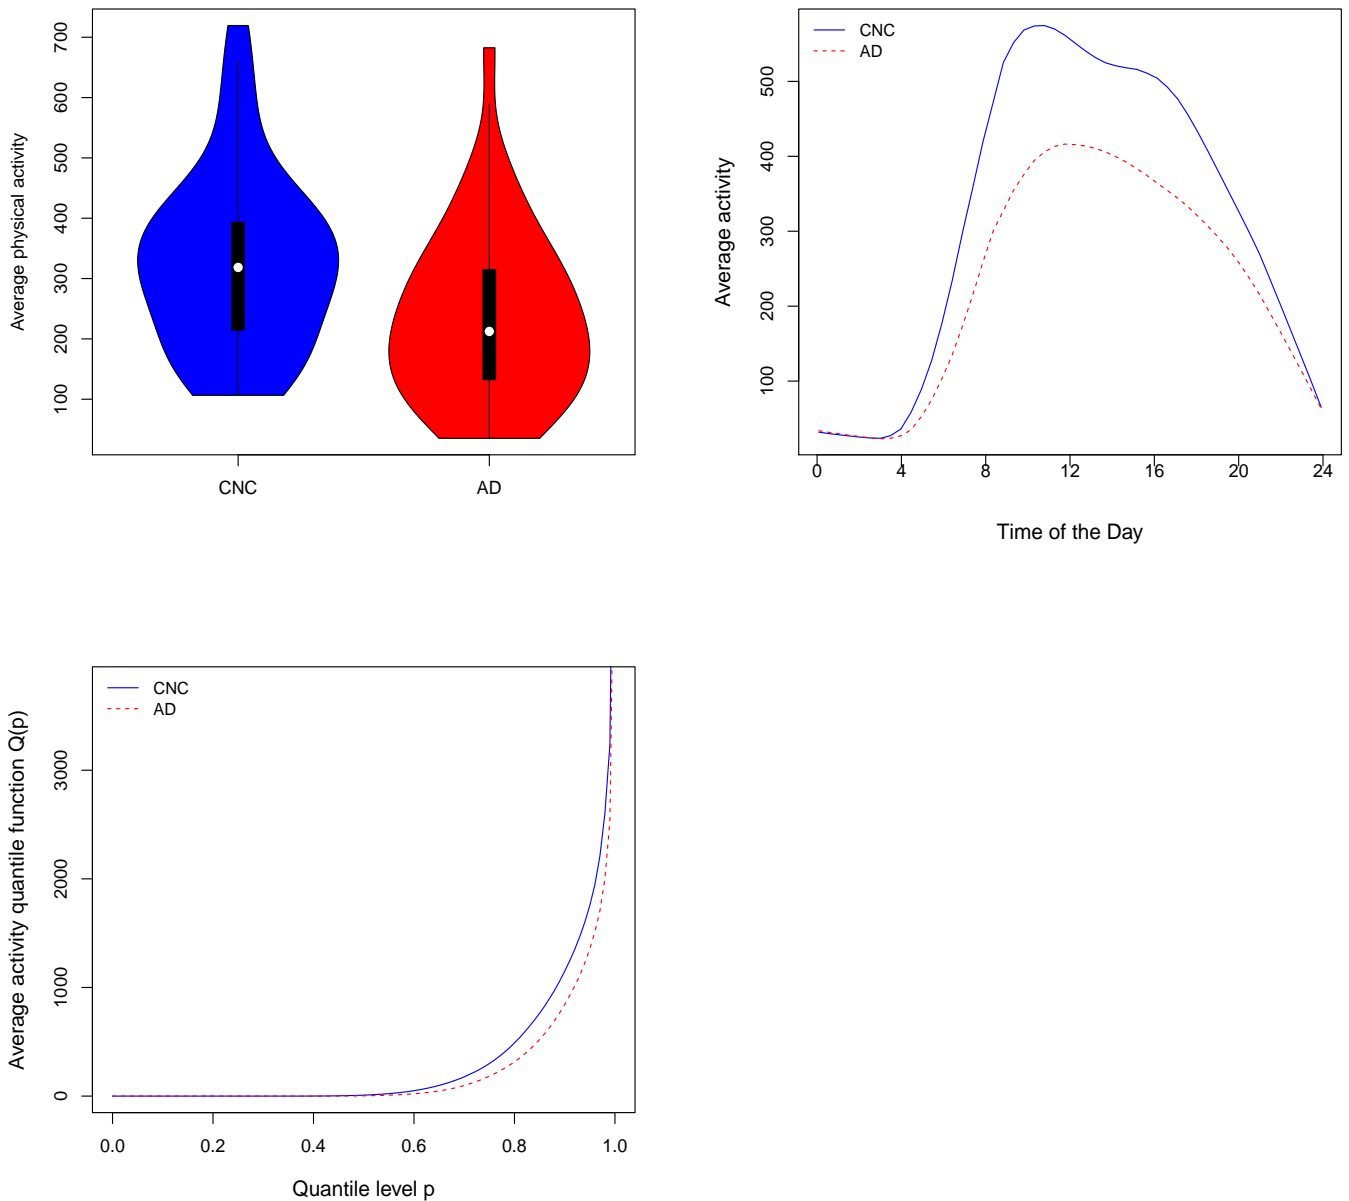 Average physical activity
700
600
500
400
300
200
100
CNC AD
CNC
AD
Average activity
500
400
300
200
100
0 4 8 12 16 20 24
Time of the Day
CNC
AD
Average activity quantile function Q(p)
3000
2000
1000
0
0.0 0.2 0.4 0.6 0.8 1.0
Quantile level p